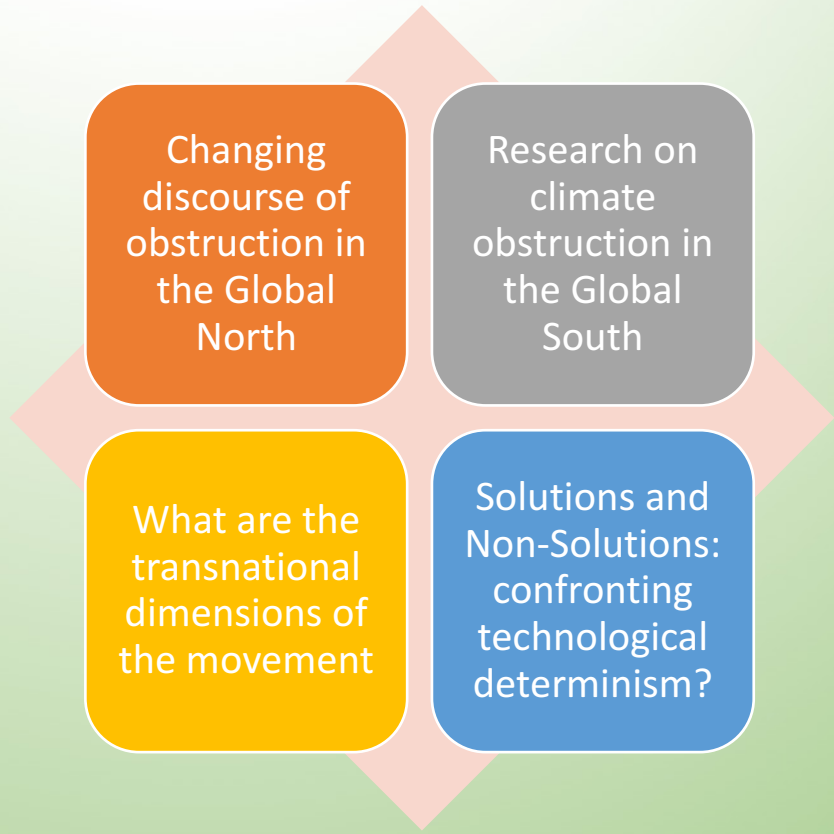 Changing
discourse of
obstruction in
the Global
North
Research on
climate
obstruction in
the Global
South
What are the
transnational
dimensions of
the movement
Solutions and
Non-Solutions:
confronting
technological
determinism?